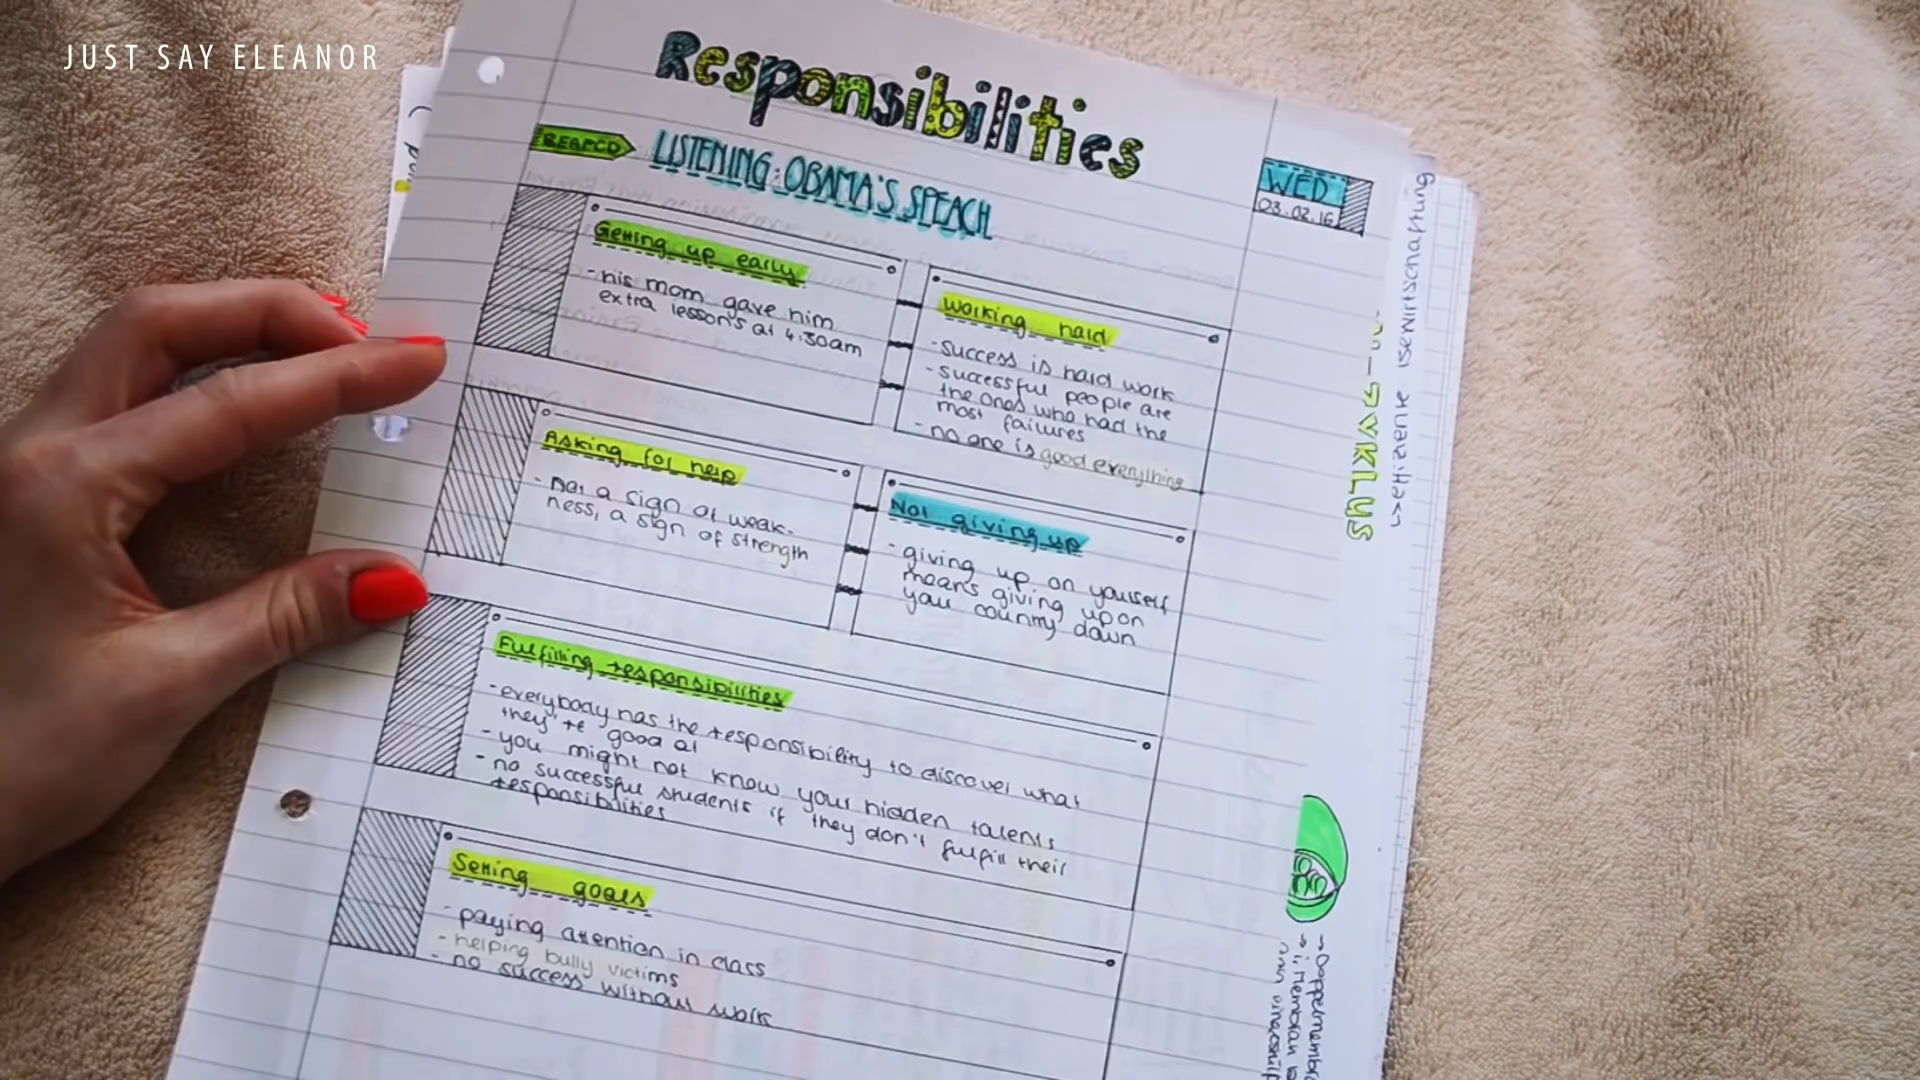 JUST SAY ELEANOR
Responsibilities
LISTENING: OBAMA'S SPEACH
WED
03.02.16
Getting up early
- his mom gave him
extra lessons at 4:30am
Working hard
- success is hard work
- successful people are
the ones who had the
most failures
- no one is good everything
Asking for help
- not a sign of weak-
ness, a sign of strength
Not giving up
- giving up on yourself
means giving up on
your country down
Fulfilling responsibilities
- everybody has the responsibility to discover what
they're good at
- you might not know your hidden talents
- no successful students if they don't fulfill their
responsibilities
Setting goals
- paying attention in class
- helping bully victims
- no success without work
ZYKLUS